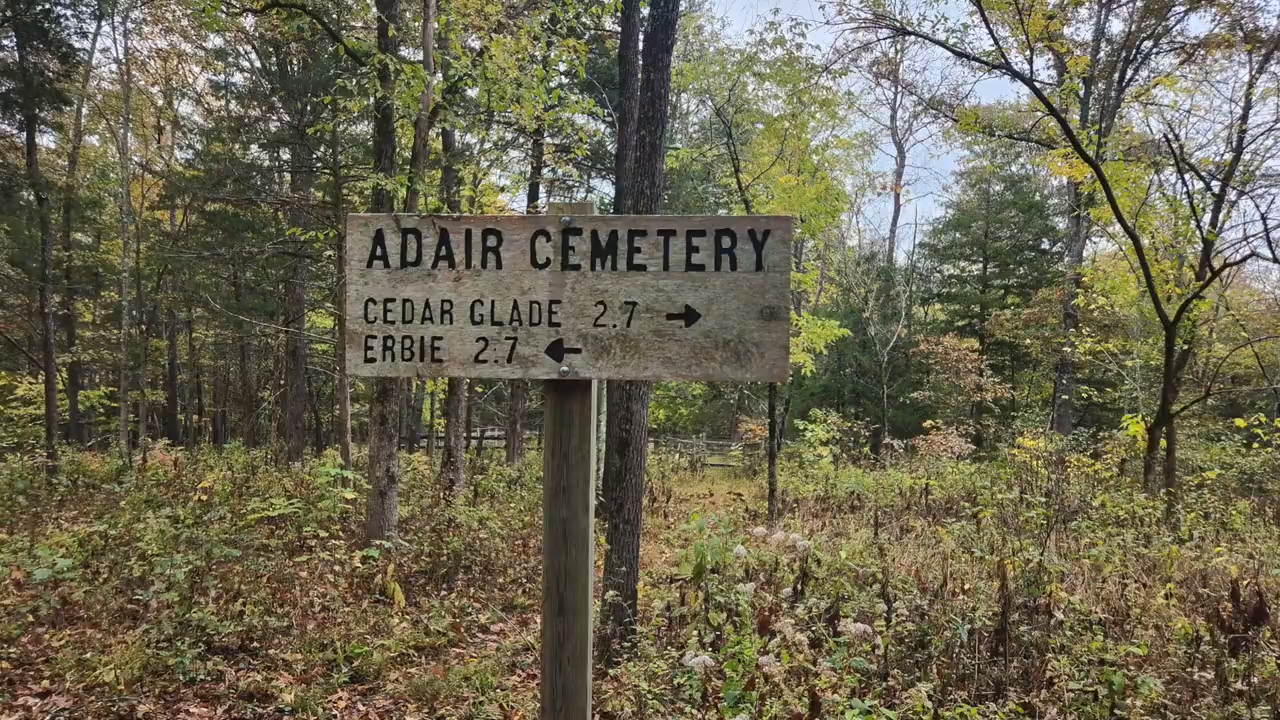 ADAIR CEMETERY
CEDAR GLADE 2.7 →
ERBIE 2.7 ←